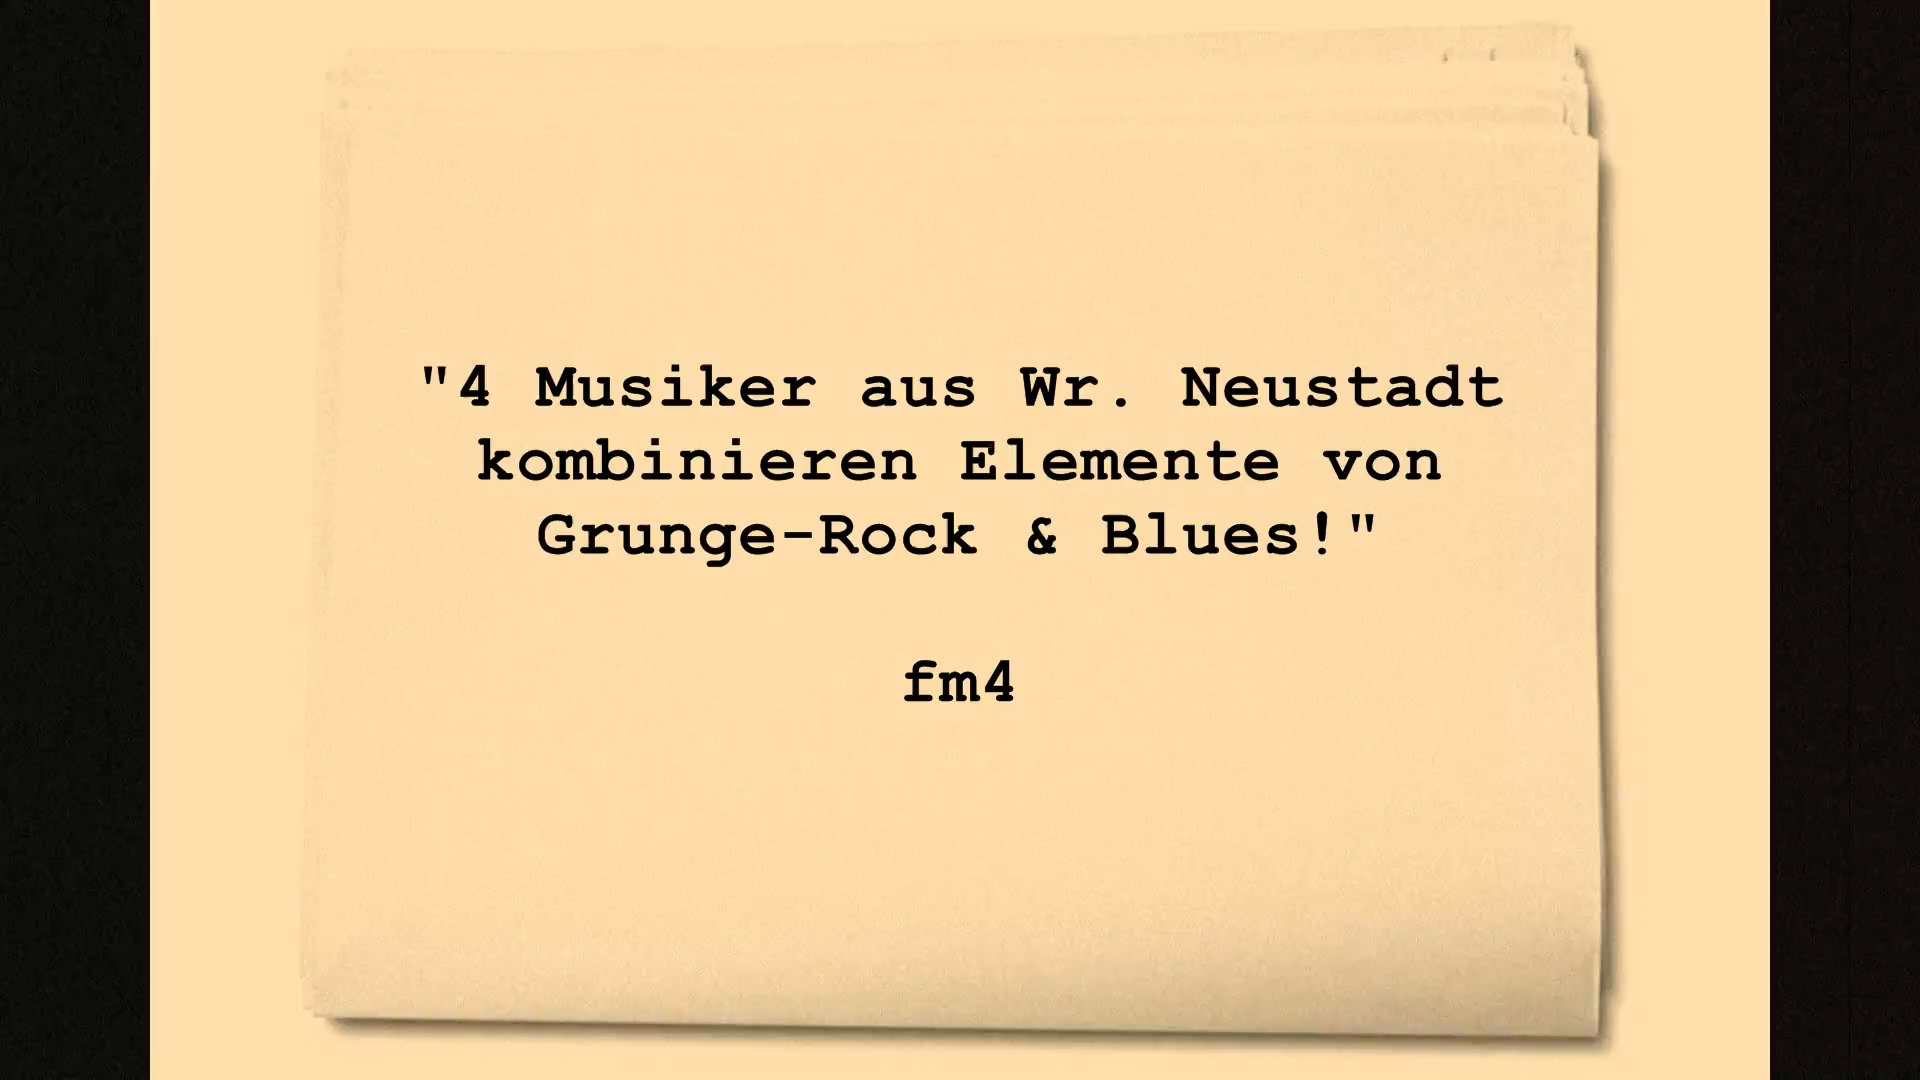 "4 Musiker aus Wr. Neustadt
kombinieren Elemente von
Grunge-Rock & Blues!"
fm4